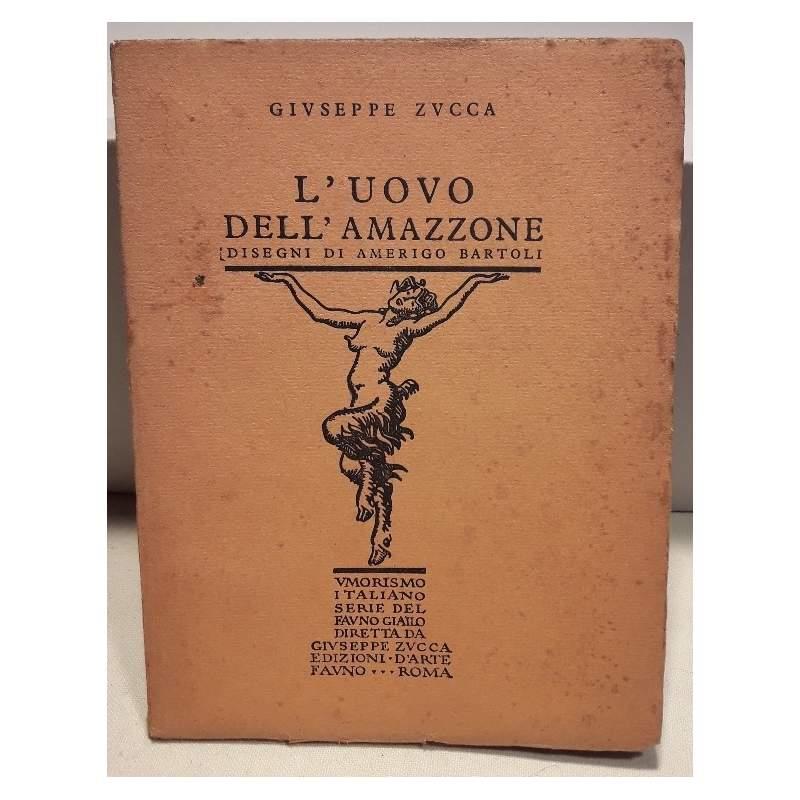 GIVSEPPE ZVCCA
L'UOVO
DELL'AMAZZONE
[DISEGNI DI AMERIGO BARTOLI
VMORISMO
ITALIANO
SERIE DEL
FAVNO GIALLO
DIRETTA DA
GIVSEPPE ZVCCA
EDIZIONI · D'ARTE
FAVNO ··· ROMA